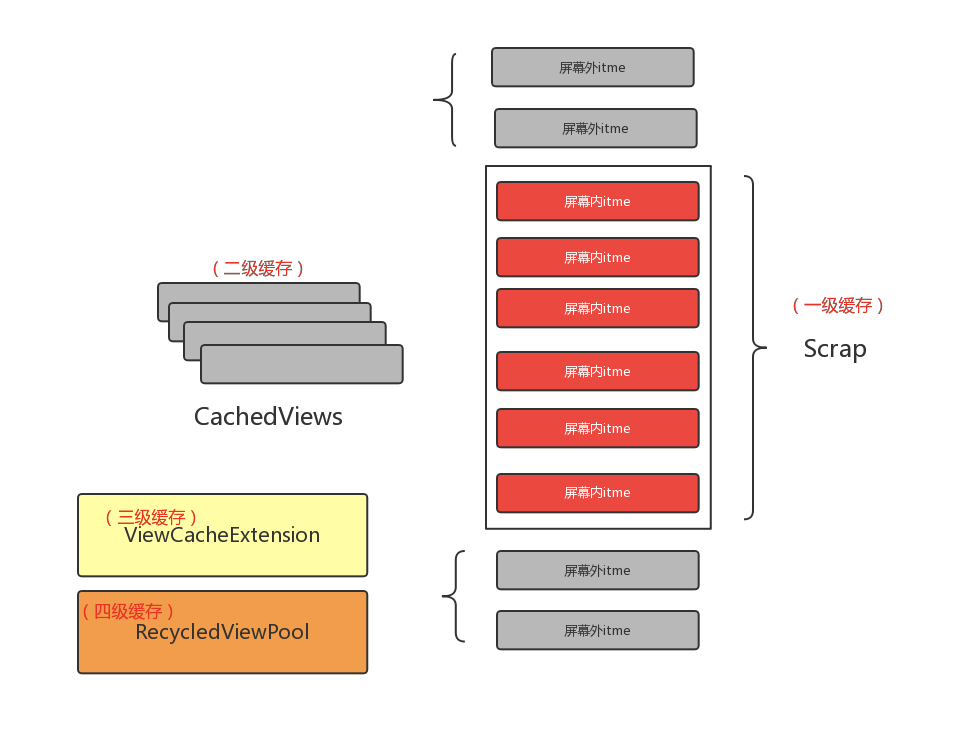 屏幕外itme
屏幕外itme
屏幕内itme
屏幕内itme
屏幕内itme
屏幕内itme
屏幕内itme
屏幕内itme
屏幕外itme
屏幕外itme
（一级缓存）
Scrap
（二级缓存）
CachedViews
（三级缓存）
ViewCacheExtension
（四级缓存）
RecycledViewPool